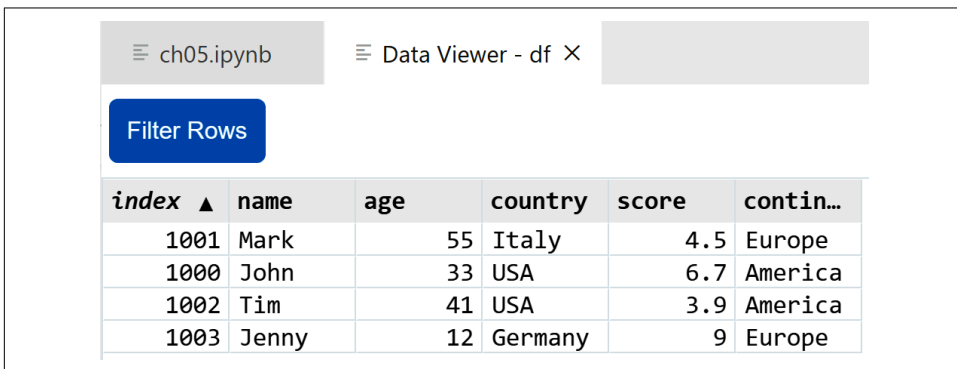 ch05.ipynb Data Viewer - df ×
Filter Rows
index ▲ name age country score contin…
1001 Mark 55 Italy 4.5 Europe
1000 John 33 USA 6.7 America
1002 Tim 41 USA 3.9 America
1003 Jenny 12 Germany 9 Europe